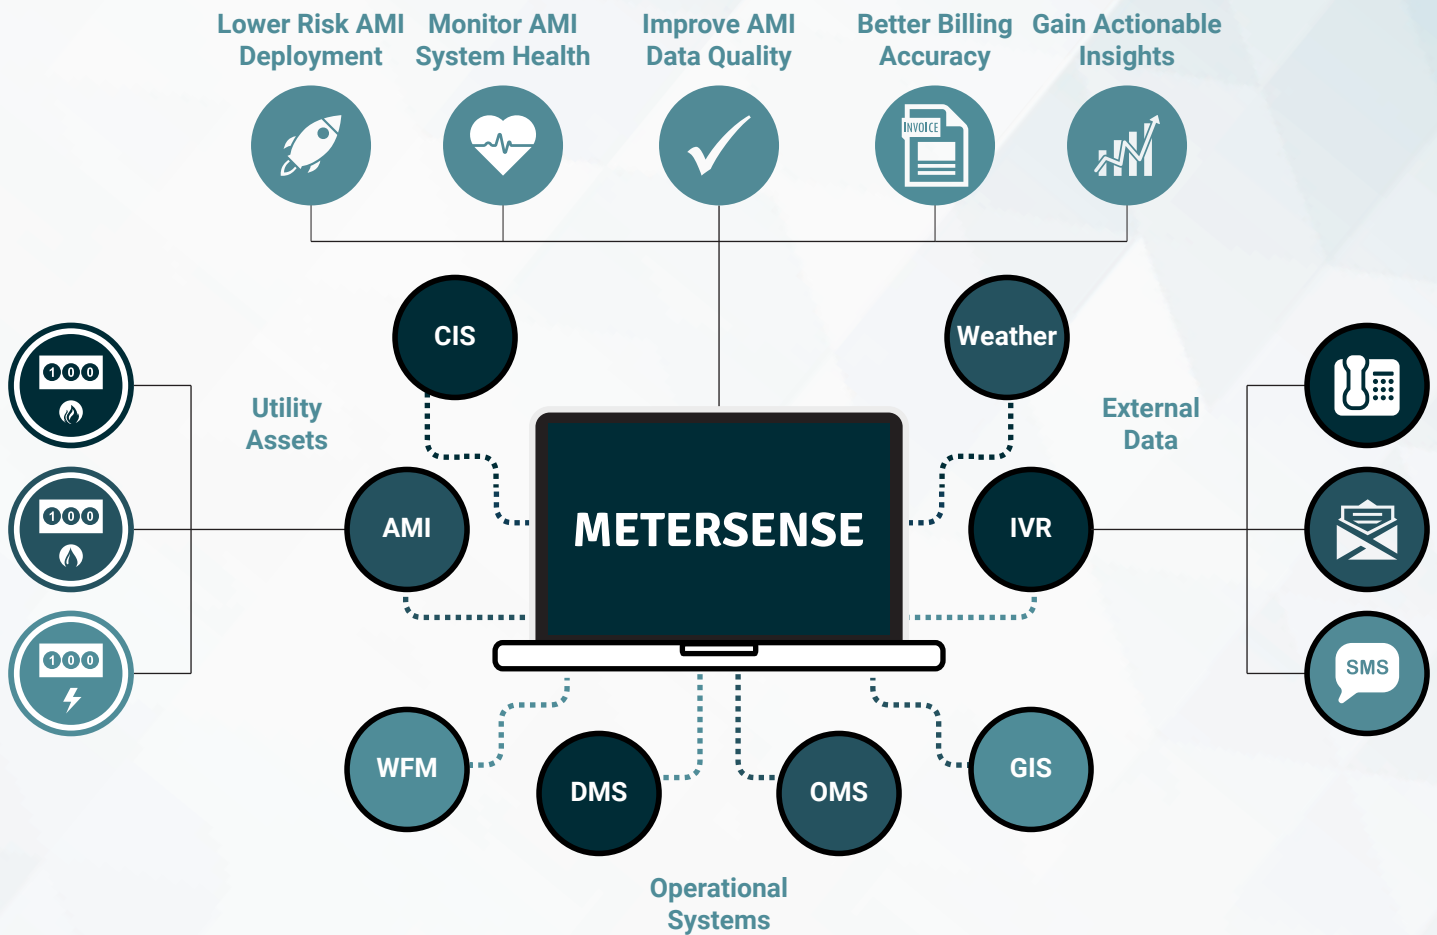 Lower Risk AMI
Deployment
Monitor AMI
System Health
Improve AMI
Data Quality
Better Billing
Accuracy
Gain Actionable
Insights
INVOICE
CIS
Weather
100
Utility
Assets
External
Data
100
AMI
METERSENSE
IVR
100
SMS
WFM
DMS
OMS
GIS
Operational
Systems